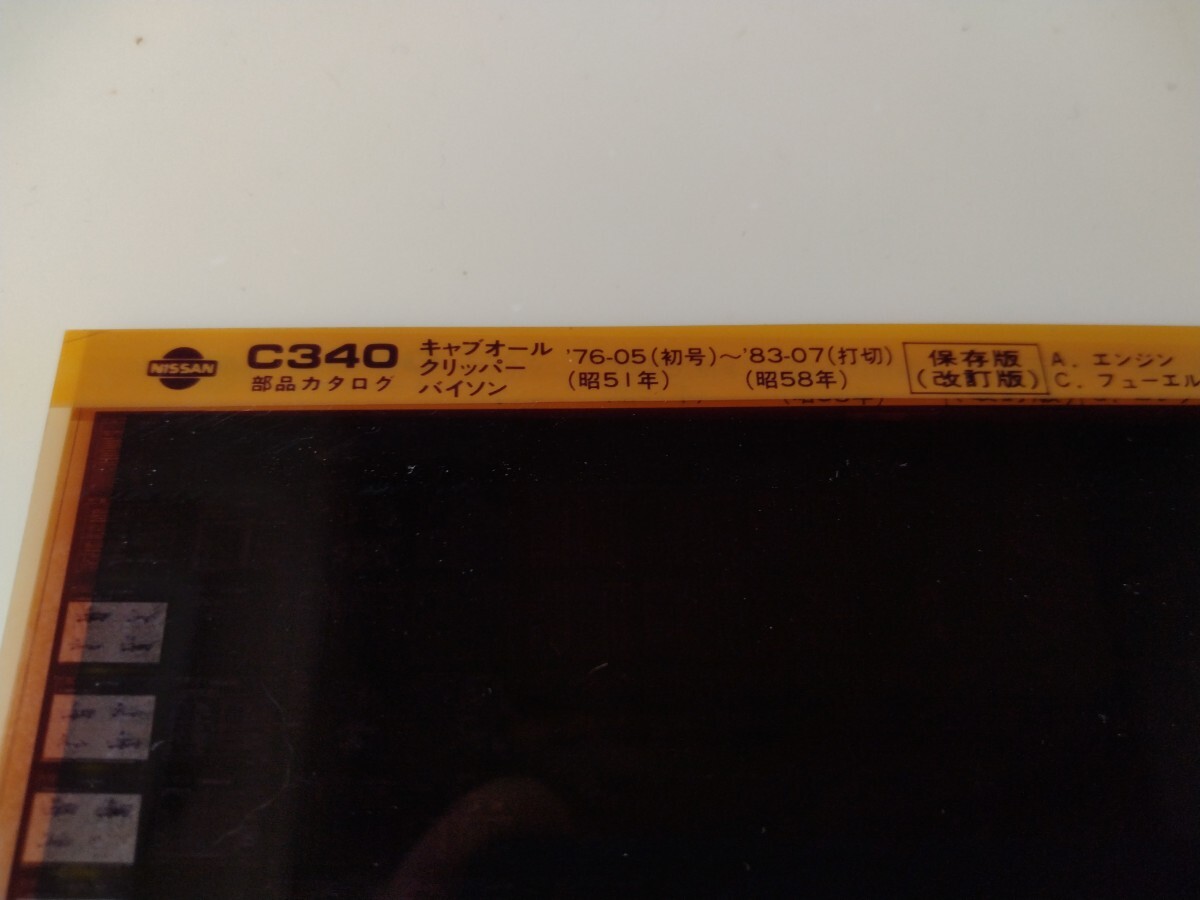 NISSAN
C340
部品カタログ
キャブオール
クリッパー
バイソン
'76-05(初号)〜'83-07(打切)
(昭51年) (昭58年)
保存版
(改訂版)
A. エンジン
C. フューエル